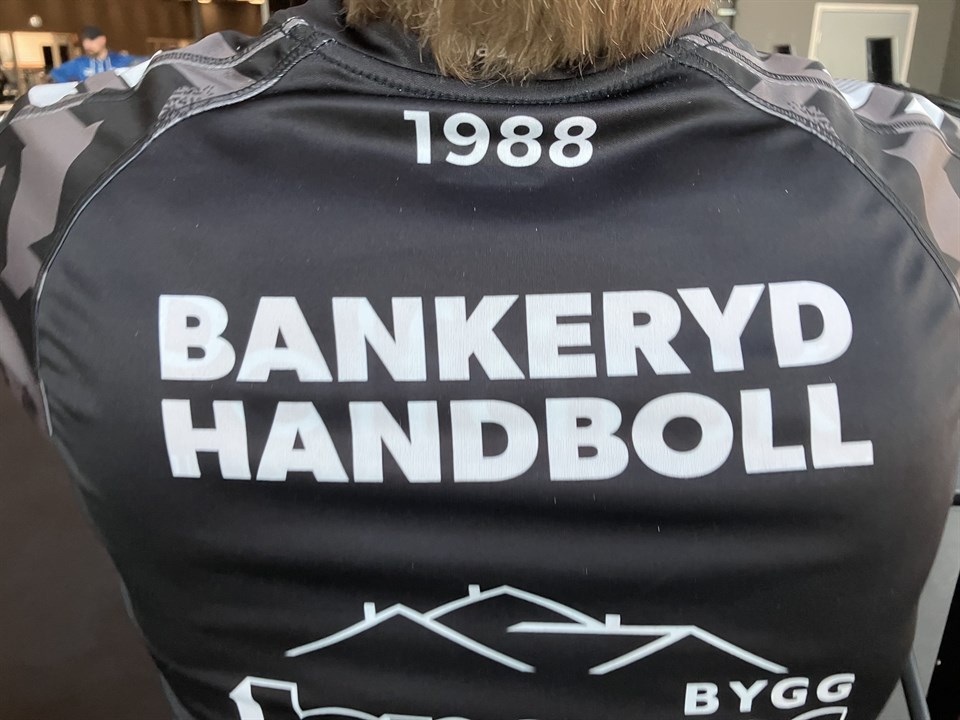 1988
BANKERYD
HANDBOLL
BYGG